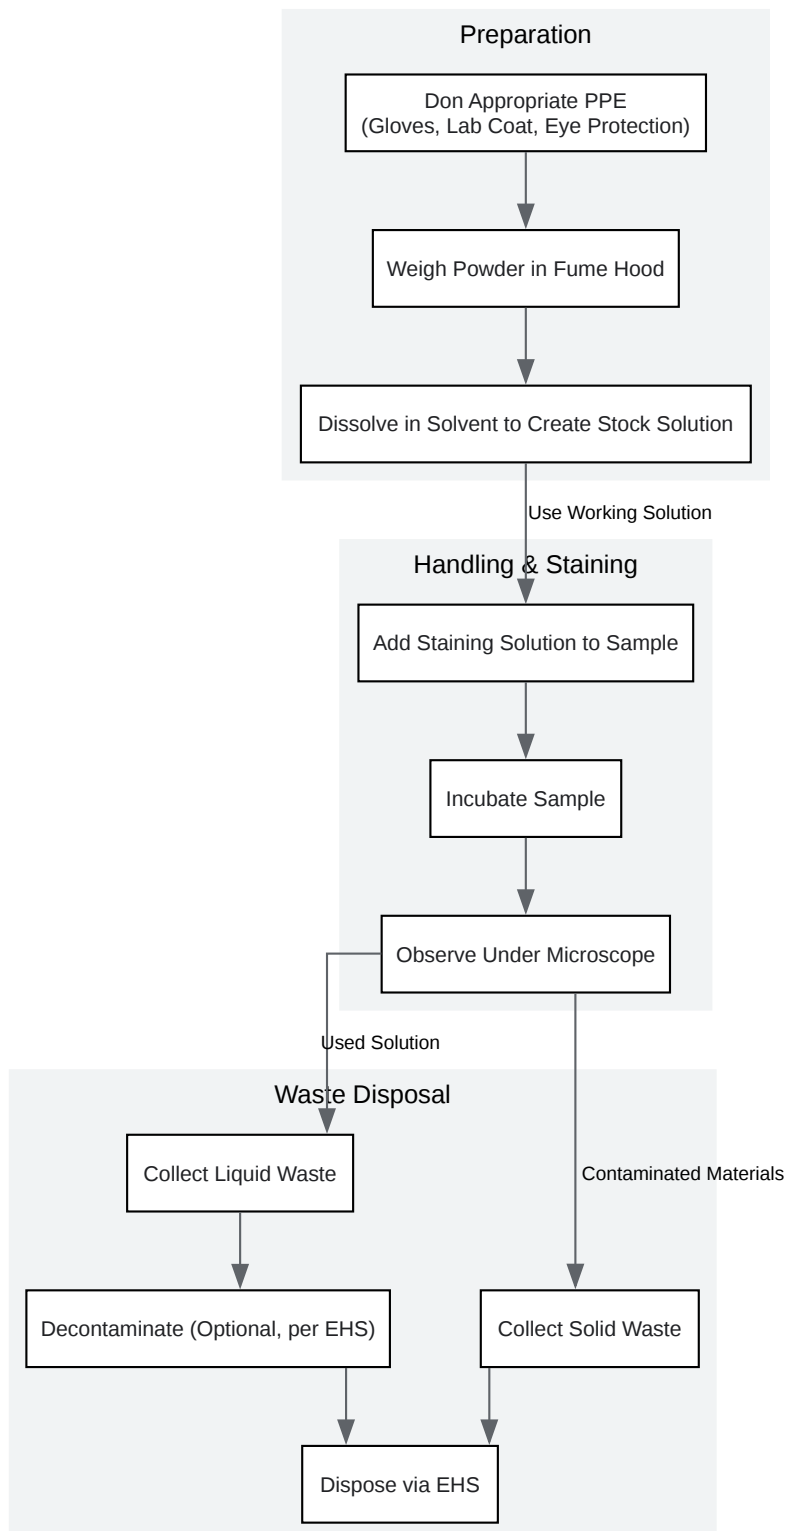 Preparation
Don Appropriate PPE
(Gloves, Lab Coat, Eye Protection)
Weigh Powder in Fume Hood
Dissolve in Solvent to Create Stock Solution
Use Working Solution
Handling & Staining
Add Staining Solution to Sample
Incubate Sample
Observe Under Microscope
Used Solution
Waste Disposal
Collect Liquid Waste
Contaminated Materials
Decontaminate (Optional, per EHS)
Collect Solid Waste
Dispose via EHS